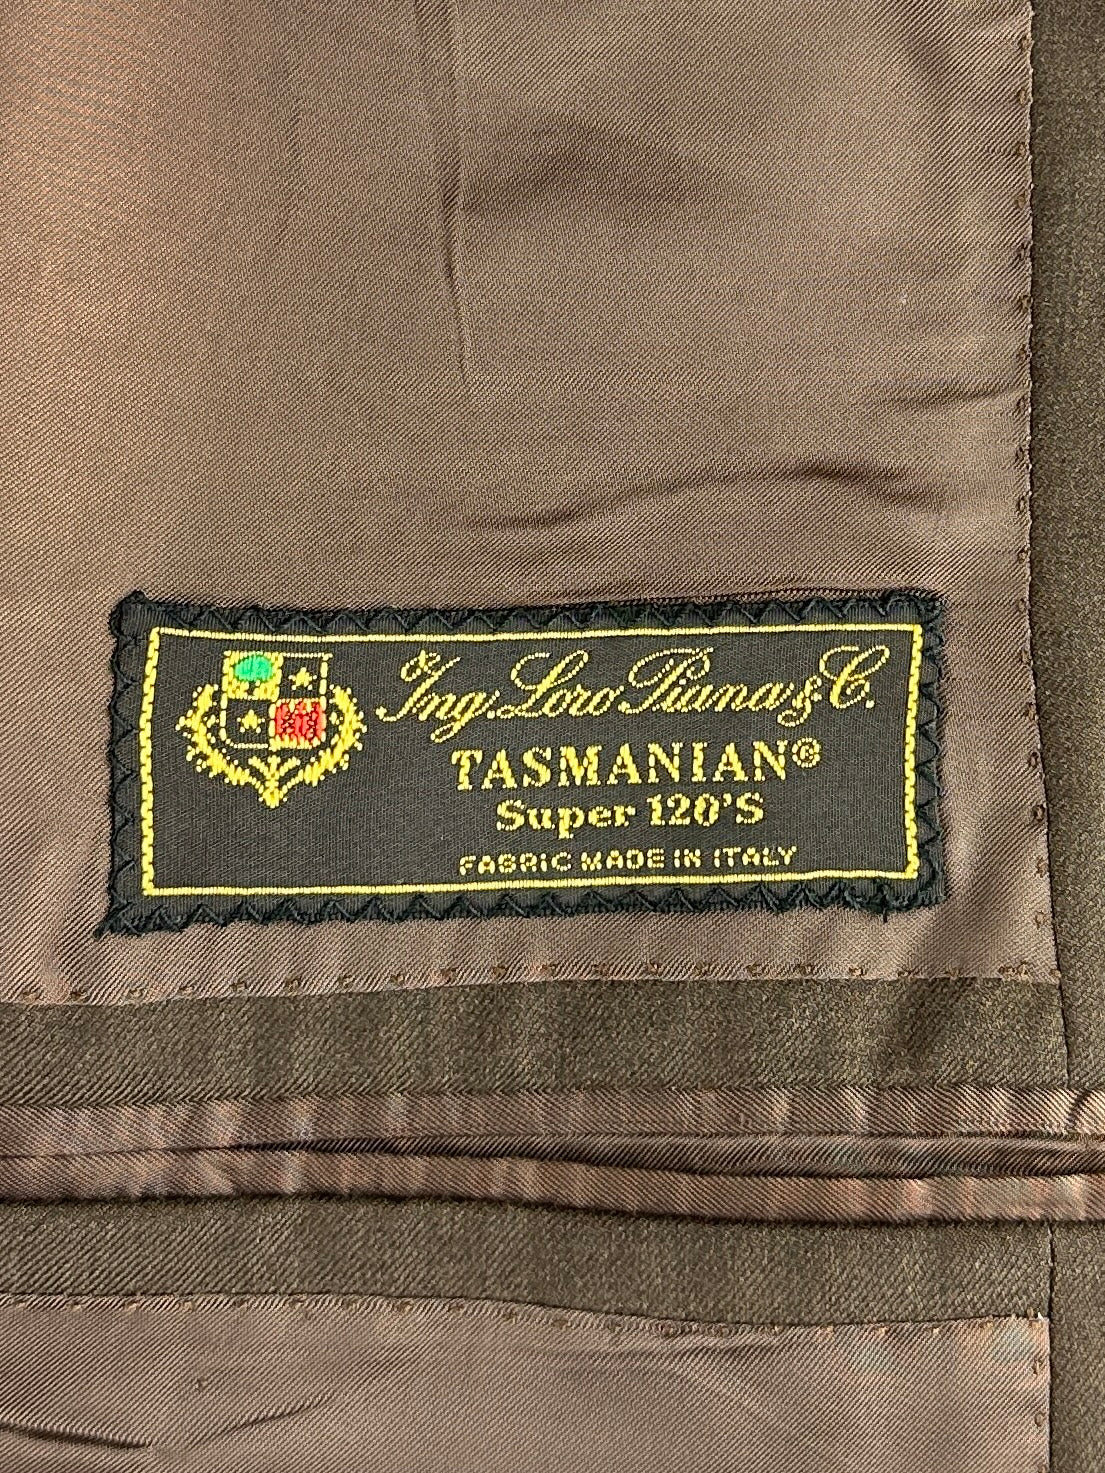 Ing. Loro Piana & C.
TASMANIAN®
Super 120'S
FABRIC MADE IN ITALY